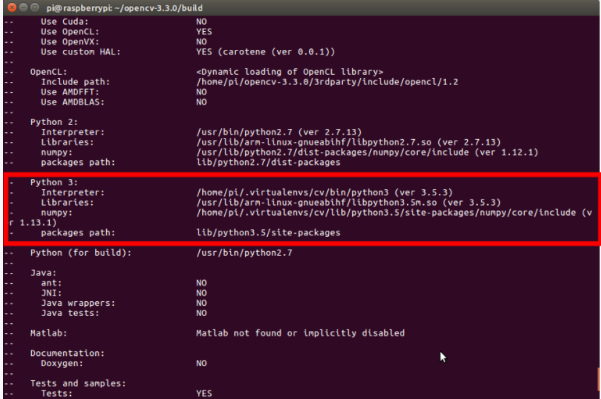 pi@raspberrypi: ~/opencv-3.3.0/build
-- Use Cuda: NO
-- Use OpenCL: YES
-- Use OpenVX: NO
-- Use custom HAL: YES (carotene (ver 0.0.1))
--
-- OpenCL: <Dynamic loading of OpenCL library>
-- Include path: /home/pi/opencv-3.3.0/3rdparty/include/opencl/1.2
-- Use AMDFFT: NO
-- Use AMDBLAS: NO
--
-- Python 2:
-- Interpreter: /usr/bin/python2.7 (ver 2.7.13)
-- Libraries: /usr/lib/arm-linux-gnueabihf/libpython2.7.so (ver 2.7.13)
-- numpy: /usr/lib/python2.7/dist-packages/numpy/core/include (ver 1.12.1)
-- packages path: lib/python2.7/dist-packages
--
- Python 3:
- Interpreter: /home/pi/.virtualenvs/cv/bin/python3 (ver 3.5.3)
- Libraries: /usr/lib/arm-linux-gnueabihf/libpython3.5m.so (ver 3.5.3)
- numpy: /home/pi/.virtualenvs/cv/lib/python3.5/site-packages/numpy/core/include (v
r 1.13.1)
- packages path: lib/python3.5/site-packages
--
-- Python (for build): /usr/bin/python2.7
--
-- Java:
-- ant: NO
-- JNI: NO
-- Java wrappers: NO
-- Java tests: NO
--
-- Matlab: Matlab not found or implicitly disabled
--
-- Documentation:
-- Doxygen: NO
--
-- Tests and samples:
-- Tests: YES